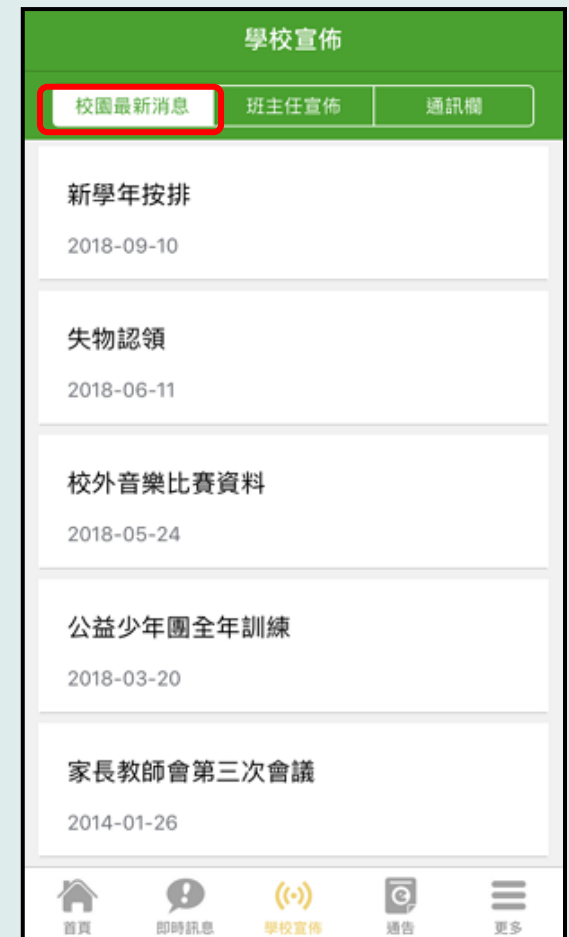 學校宣佈
校園最新消息 班主任宣佈 通訊欄
新學年按排
2018-09-10
失物認領
2018-06-11
校外音樂比賽資料
2018-05-24
公益少年團全年訓練
2018-03-20
家長教師會第三次會議
2014-01-26
首頁 即時訊息 學校宣佈 通告 更多